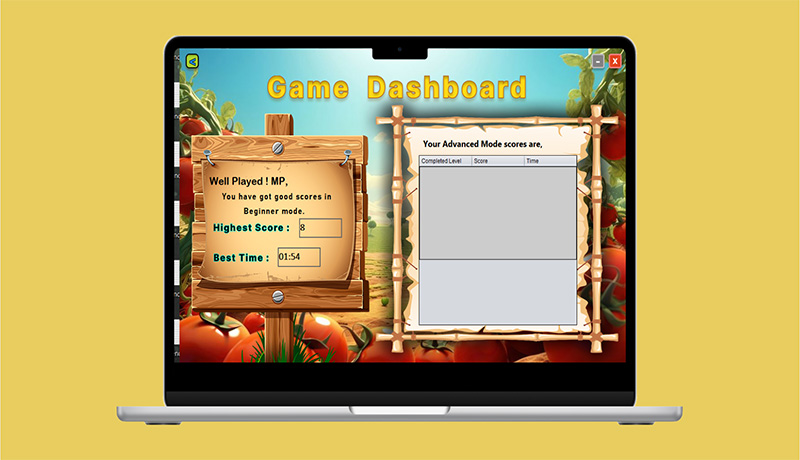 Game Dashboard
Well Played ! MP,
You have got good scores in
Beginner mode.
Highest Score :
8
Best Time :
01:54
Your Advanced Mode scores are,
Completed Level
Score
Time
X